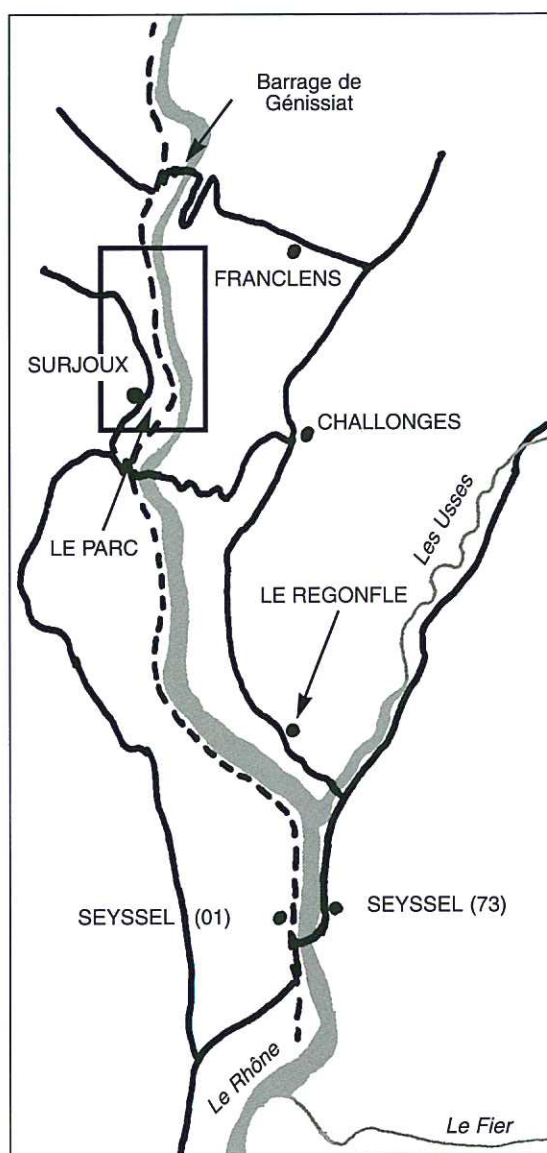 Barrage de
Génissiat
FRANCLENS
SURJOUX
CHALLONGES
Les Usses
LE PARC
LE REGONFLE
SEYSSEL (01)
SEYSSEL (73)
Le Rhône
Le Fier